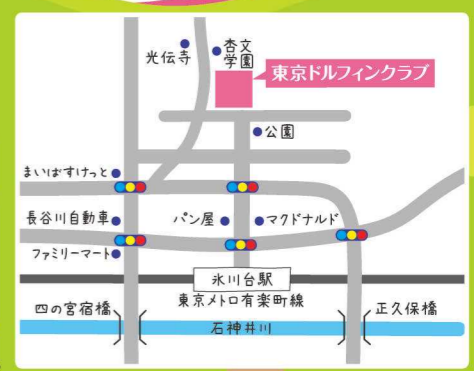 光伝寺
杏文
学園
東京ドルフィンクラブ
公園
まいばすけっと
長谷川自動車
パン屋
マクドナルド
ファミリーマート
氷川台駅
東京メトロ有楽町線
四の宮宿橋
正久保橋
石神井川